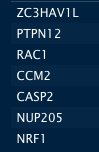 ZC3HAV1L
PTPN12
RAC1
CCM2
CASP2
NUP205
NRF1